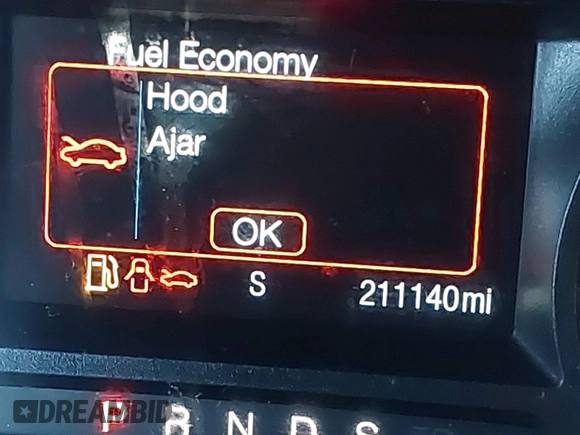 Fuel Economy
Hood
Ajar
OK
S 211140mi
P R N D S
DREAMBID